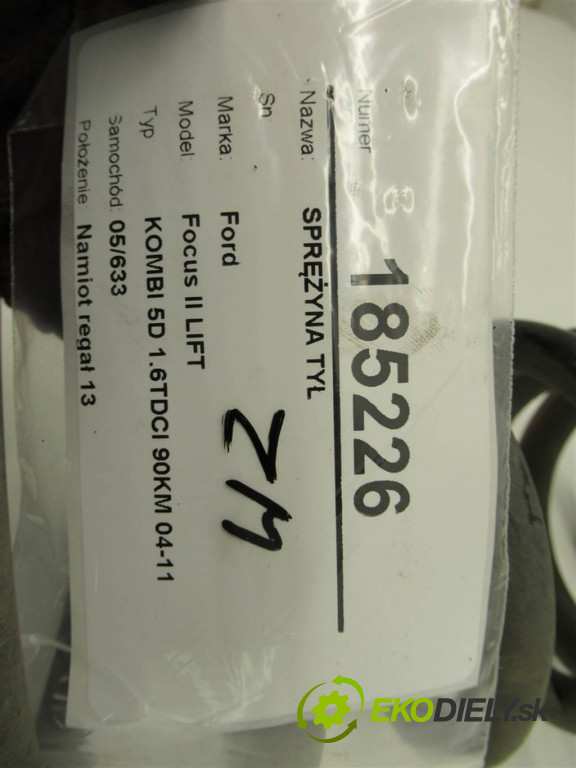 Numer 185226
Nazwa: SPRĘŻYNA TYŁ
Sn
Marka: Ford
Model: Focus II LIFT
Typ KOMBI 5D 1.6TDCI 90KM 04-11
Samochód: 05/633
Położenie: Namiot regał 13
EKODIELY.sk